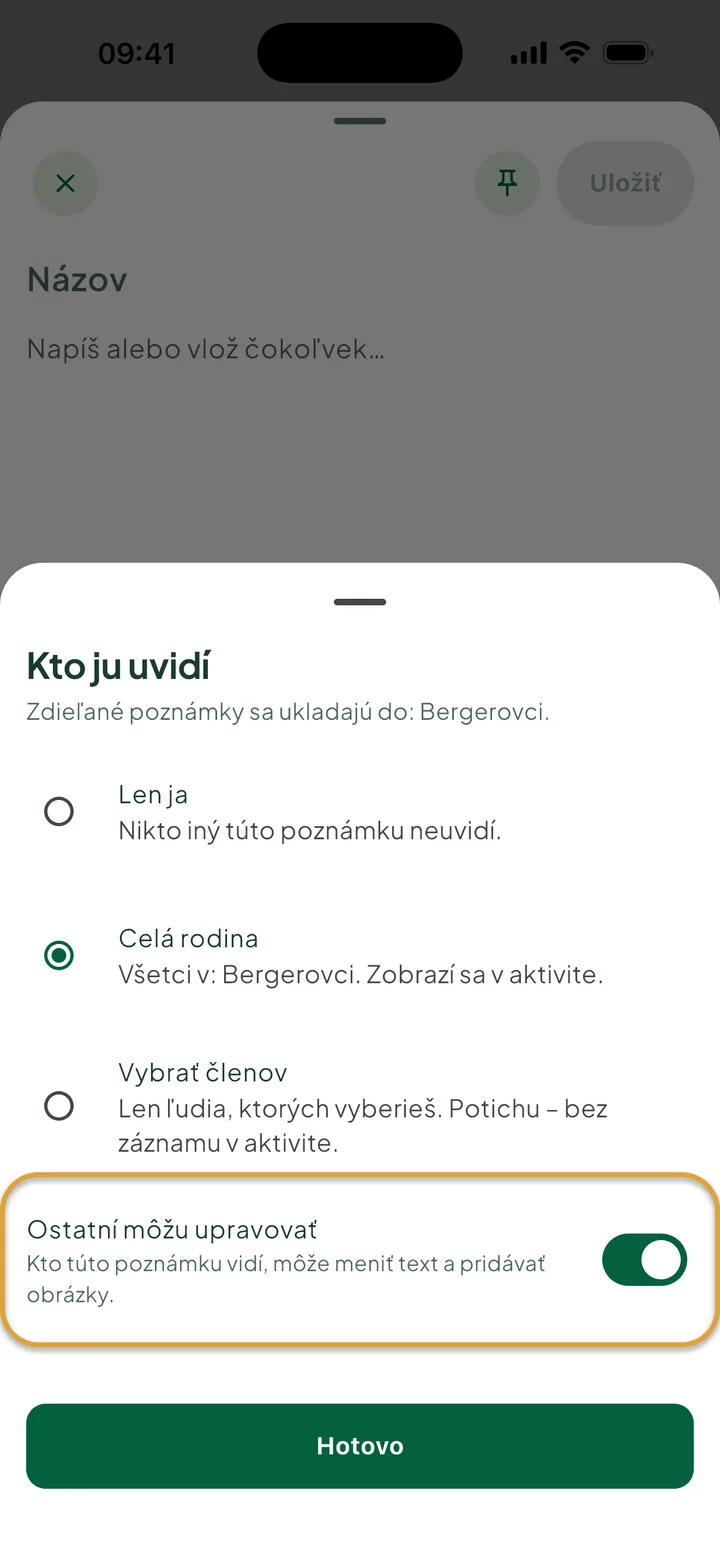 09:41
Uložiť
Názov
Napíš alebo vlož čokoľvek…
Kto ju uvidí
Zdieľané poznámky sa ukladajú do: Bergerovci.
Len ja
Nikto iný túto poznámku neuvidí.
Celá rodina
Všetci v: Bergerovci. Zobrazí sa v aktivite.
Vybrať členov
Len ľudia, ktorých vyberieš. Potichu – bez
záznamu v aktivite.
Ostatní môžu upravovať
Kto túto poznámku vidí, môže meniť text a pridávať
obrázky.
Hotovo